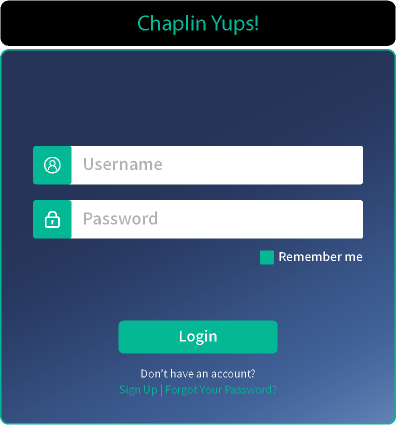 Chaplin Yups!
Username
Password
Remember me
Login
Don't have an account?
Sign Up | Forgot Your Password?